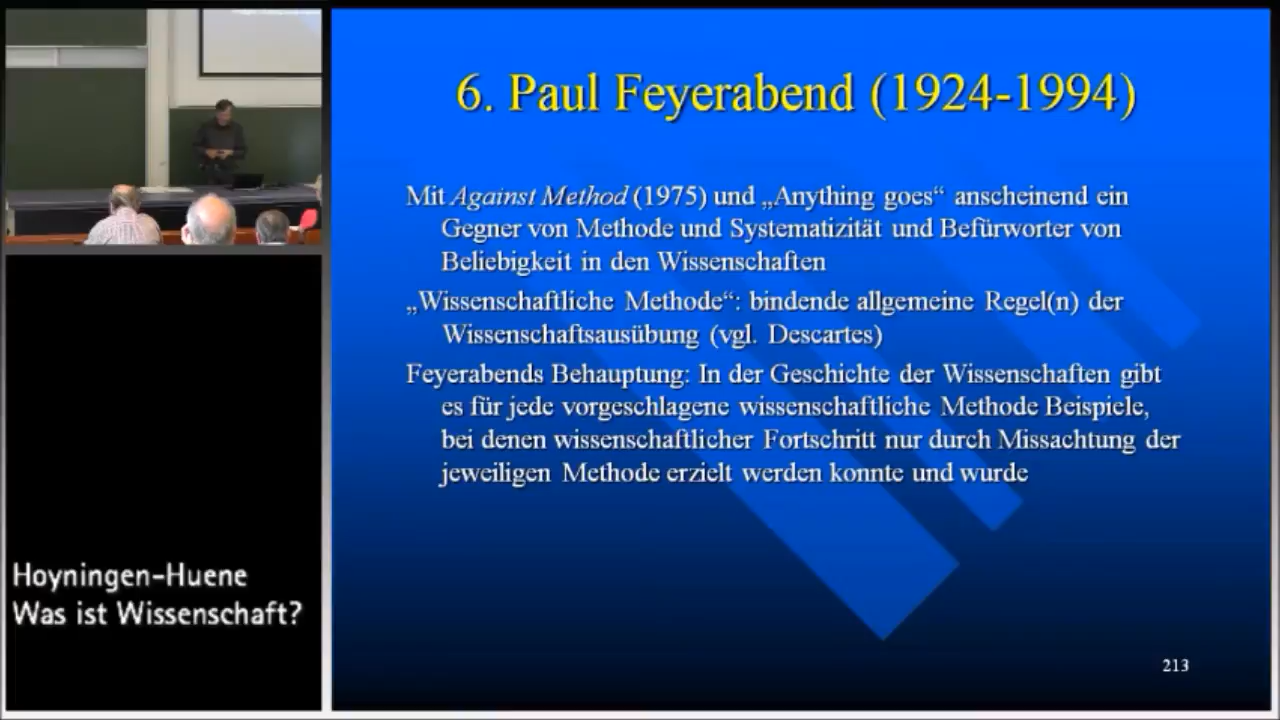 6. Paul Feyerabend (1924-1994)
Mit Against Method (1975) und „Anything goes“ anscheinend ein
Gegner von Methode und Systematizität und Befürworter von
Beliebigkeit in den Wissenschaften
„Wissenschaftliche Methode“: bindende allgemeine Regel(n) der
Wissenschaftsausübung (vgl. Descartes)
Feyerabends Behauptung: In der Geschichte der Wissenschaften gibt
es für jede vorgeschlagene wissenschaftliche Methode Beispiele,
bei denen wissenschaftlicher Fortschritt nur durch Missachtung der
jeweiligen Methode erzielt werden konnte und wurde
Hoyningen-Huene
Was ist Wissenschaft?
213